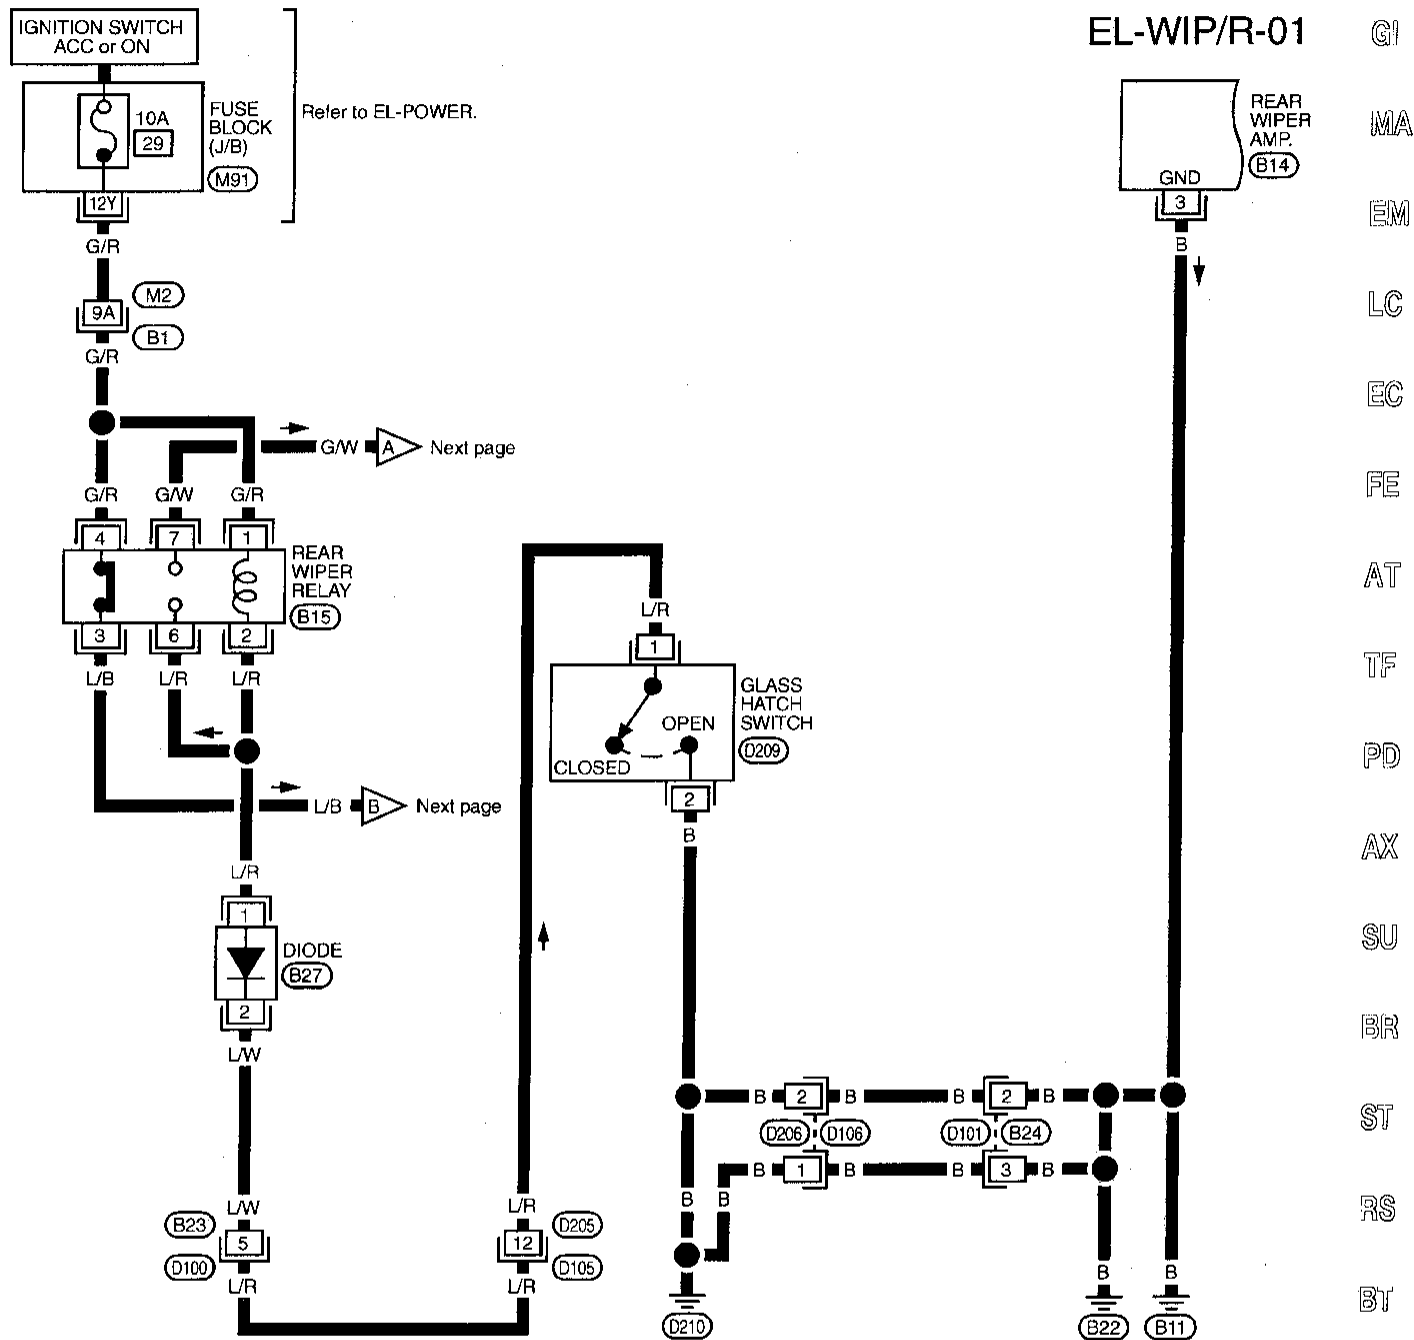 EL-WIP/R-01
IGNITION SWITCH
ACC or ON
10A
29
FUSE
BLOCK
(J/B)
M91
Refer to EL-POWER.
12Y
G/R
9A
M2
B1
G/R
G/W
A
Next page
G/R
G/W
G/R
4
7
1
REAR
WIPER
RELAY
B15
3
6
2
L/B
L/R
L/R
L/B
B
Next page
L/R
1
DIODE
B27
2
L/W
L/W
B23
5
D100
L/R
L/R
D205
12
D105
L/R
L/R
1
GLASS
HATCH
SWITCH
D209
OPEN
CLOSED
2
B
REAR
WIPER
AMP.
B14
GND
3
B
B
2
B
B
2
B
D206
D106
D101
B24
B
1
B
B
3
B
B
B
B
B
D210
B22
B11
GI
MA
EM
LC
EC
FE
AT
TF
PD
AX
SU
BR
ST
RS
BT